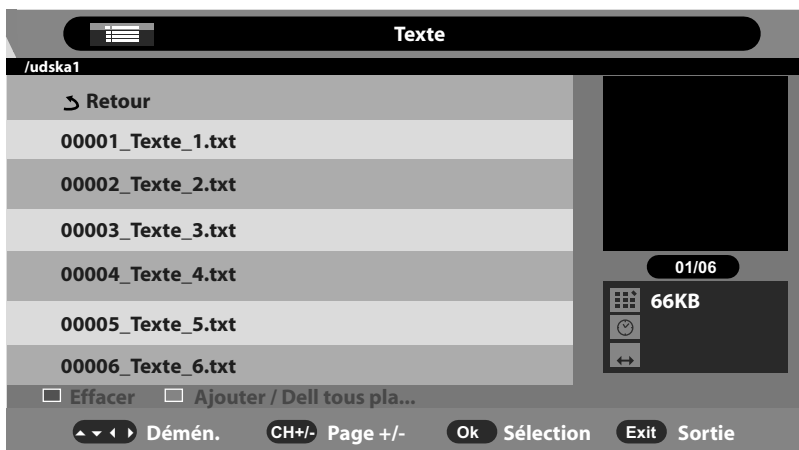 Texte
/udska1
Retour
00001_Texte_1.txt
00002_Texte_2.txt
00003_Texte_3.txt
00004_Texte_4.txt
00005_Texte_5.txt
00006_Texte_6.txt
01/06
66KB
Effacer Ajouter / Dell tous pla...
Démén. CH+/- Page +/- Ok Sélection Exit Sortie